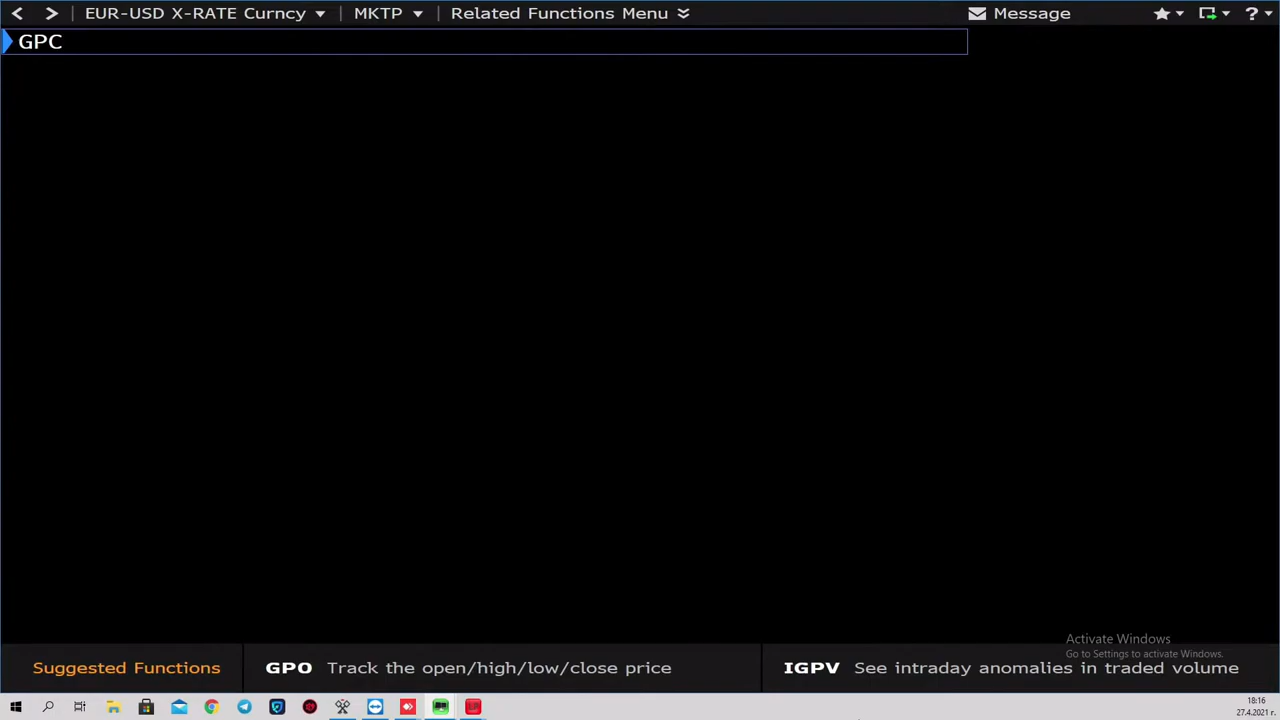 EUR-USD X-RATE Curncy MKTP Related Functions Menu Message ?
GPC
Activate Windows
Go to Settings to activate Windows.
Suggested Functions GPO Track the open/high/low/close price IGPV See intraday anomalies in traded volume
18:16
27.4.2021 г.